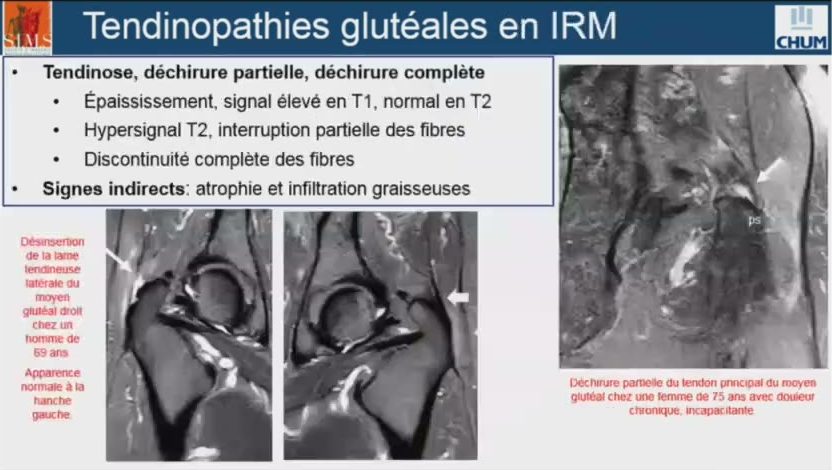 SIMS
Tendinopathies glutéales en IRM
CHUM
• Tendinose, déchirure partielle, déchirure complète
• Épaississement, signal élevé en T1, normal en T2
• Hypersignal T2, interruption partielle des fibres
• Discontinuité complète des fibres
• Signes indirects: atrophie et infiltration graisseuses
Désinsertion
de la lame
tendineuse
latérale du
moyen
glutéal droit
chez un
homme de
69 ans
Apparence
normale à la
hanche
gauche.
ps
Déchirure partielle du tendon principal du moyen
glutéal chez une femme de 75 ans avec douleur
chronique, incapacitante